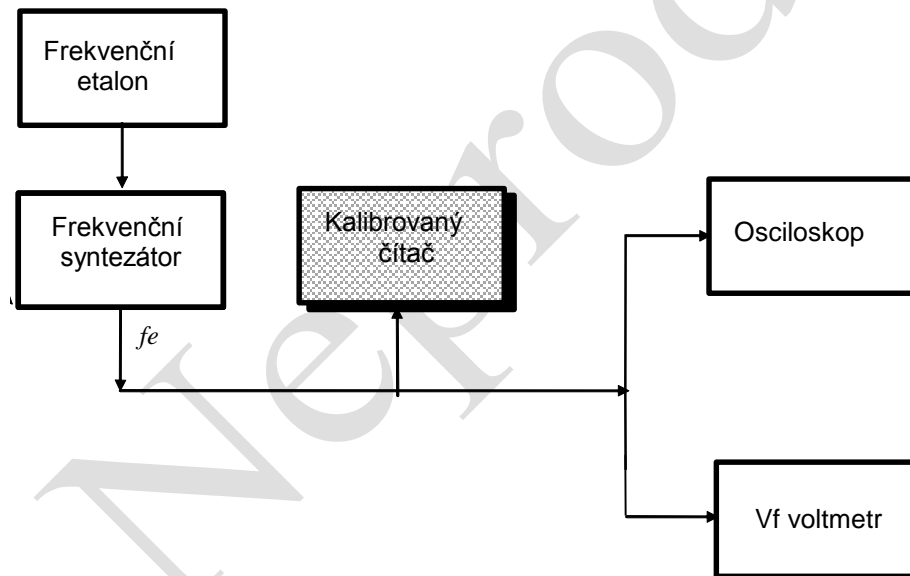 Frekvenční
etalon
Frekvenční
syntezátor
fe
Kalibrovaný
čítač
Osciloskop
Vf voltmetr
Neprod